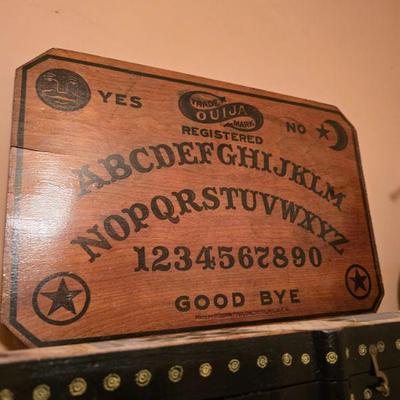 YES
TRADE
OUIJA
MARK
REGISTERED
NO
ABCDEFGHIJKLM
NOPQRSTUVWXYZ
1234567890
GOOD BYE